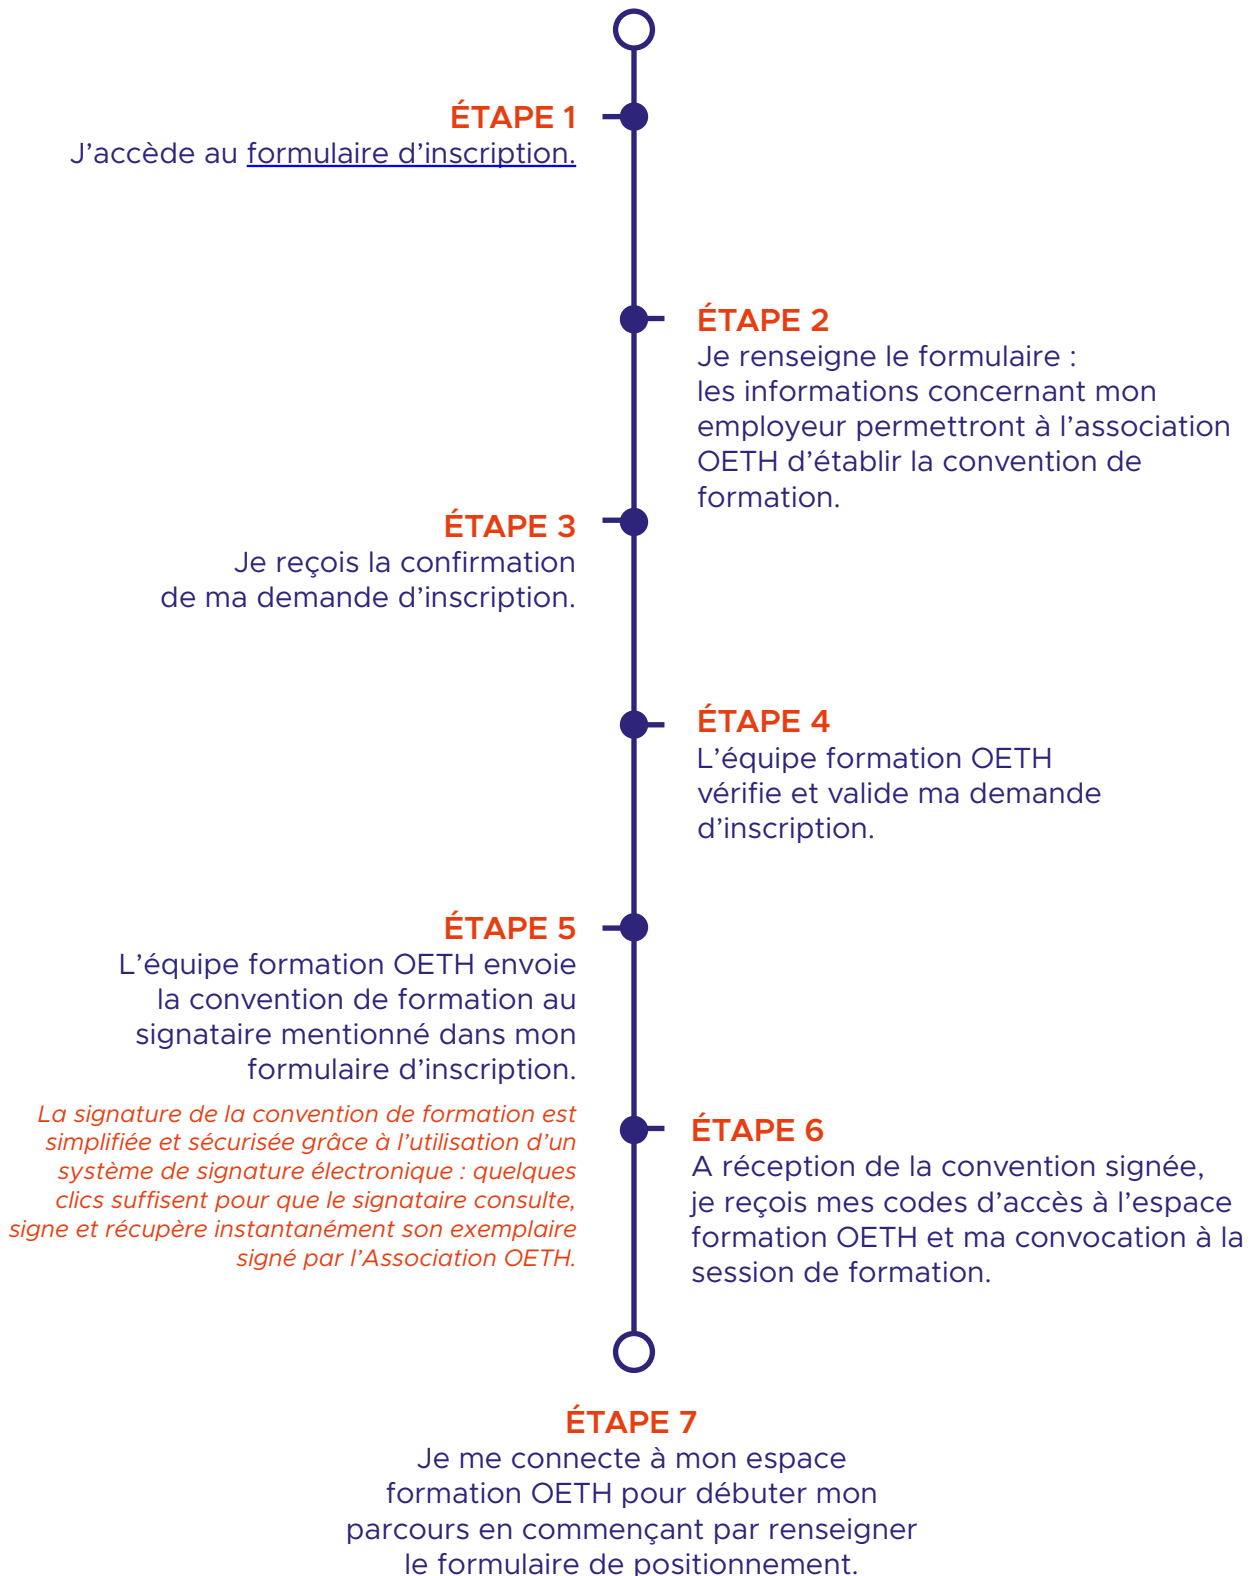 ÉTAPE 1
J’accède au formulaire d’inscription.
ÉTAPE 2
Je renseigne le formulaire :
les informations concernant mon
employeur permettront à l’association
OETH d’établir la convention de
formation.
ÉTAPE 3
Je reçois la confirmation
de ma demande d’inscription.
ÉTAPE 4
L’équipe formation OETH
vérifie et valide ma demande
d’inscription.
ÉTAPE 5
L’équipe formation OETH envoie
la convention de formation au
signataire mentionné dans mon
formulaire d’inscription.
La signature de la convention de formation est
simplifiée et sécurisée grâce à l’utilisation d’un
système de signature électronique : quelques
clics suffisent pour que le signataire consulte,
signe et récupère instantanément son exemplaire
signé par l’Association OETH.
ÉTAPE 6
A réception de la convention signée,
je reçois mes codes d’accès à l’espace
formation OETH et ma convocation à la
session de formation.
ÉTAPE 7
Je me connecte à mon espace
formation OETH pour débuter mon
parcours en commençant par renseigner
le formulaire de positionnement.